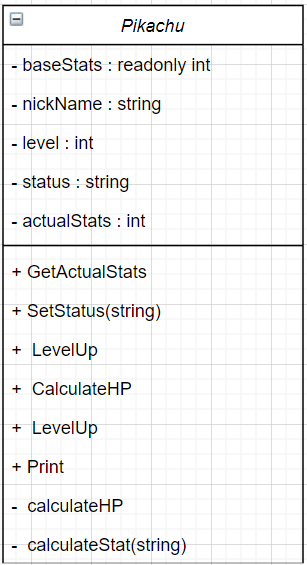 Pikachu
- baseStats : readonly int
- nickName : string
- level : int
- status : string
- actualStats : int
+ GetActualStats
+ SetStatus(string)
+ LevelUp
+ CalculateHP
+ LevelUp
+ Print
- calculateHP
- calculateStat(string)